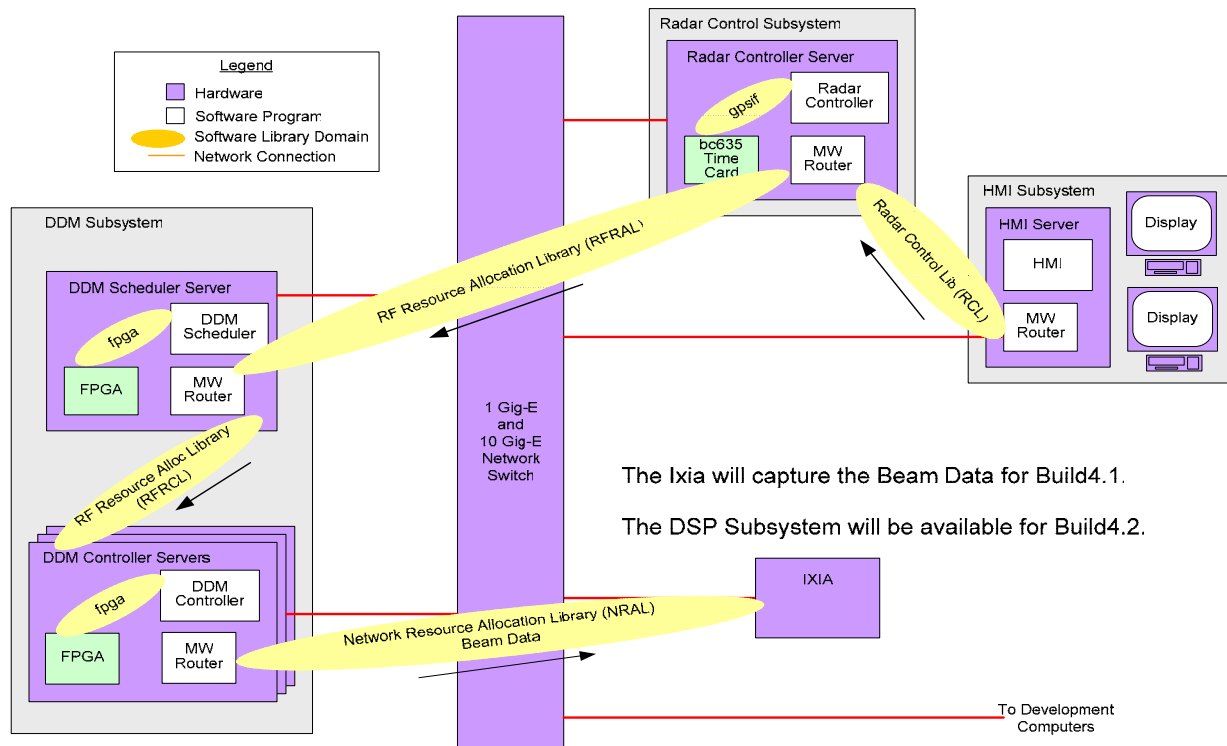 Legend
Hardware
Software Program
Software Library Domain
Network Connection
Radar Control Subsystem
Radar Controller Server
gpsif
Radar
Controller
bc635
Time
Card
MW
Router
HMI Subsystem
HMI Server
HMI
MW
Router
Display
Display
Radar Control Lib (RCL)
RF Resource Allocation Library (RFRAL)
DDM Subsystem
DDM Scheduler Server
fpga
DDM
Scheduler
FPGA
MW
Router
1 Gig-E
and
10 Gig-E
Network
Switch
RF Resource Alloc Library
(RFRCL)
DDM Controller Servers
fpga
DDM
Controller
FPGA
MW
Router
Network Resource Allocation Library (NRAL)
Beam Data
The Ixia will capture the Beam Data for Build4.1.
The DSP Subsystem will be available for Build4.2.
IXIA
To Development
Computers